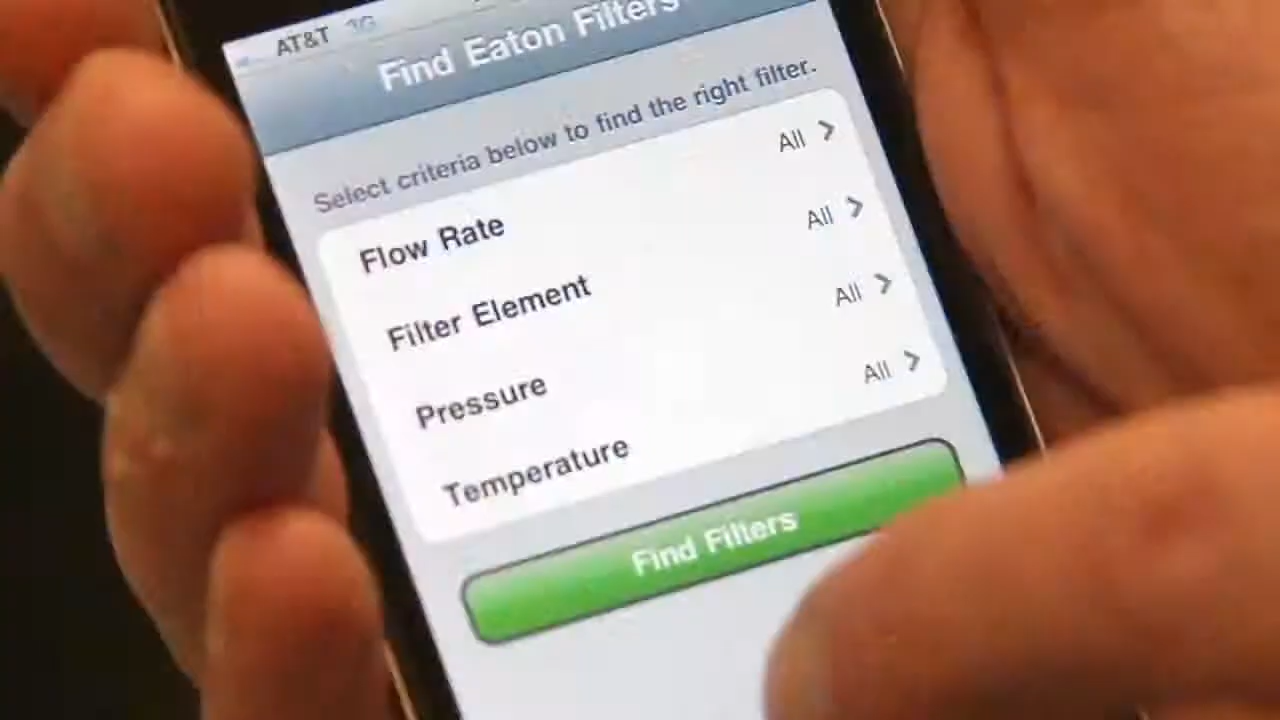 AT&T 3G
Find Eaton Filters
Select criteria below to find the right filter.
Flow Rate All
Filter Element All
Pressure All
Temperature All
Find Filters